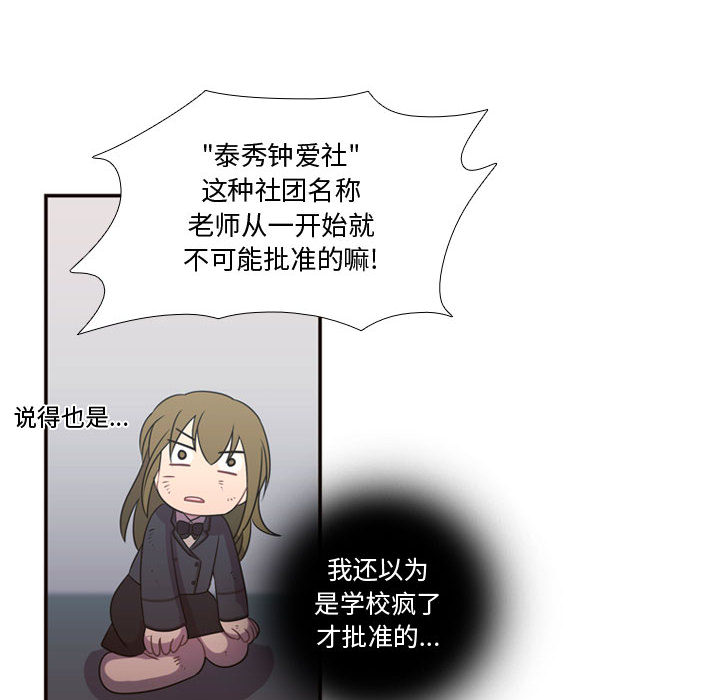 "泰秀钟爱社"
这种社团名称
老师从一开始就
不可能批准的嘛!
说得也是...
我还以为
是学校疯了
才批准的...